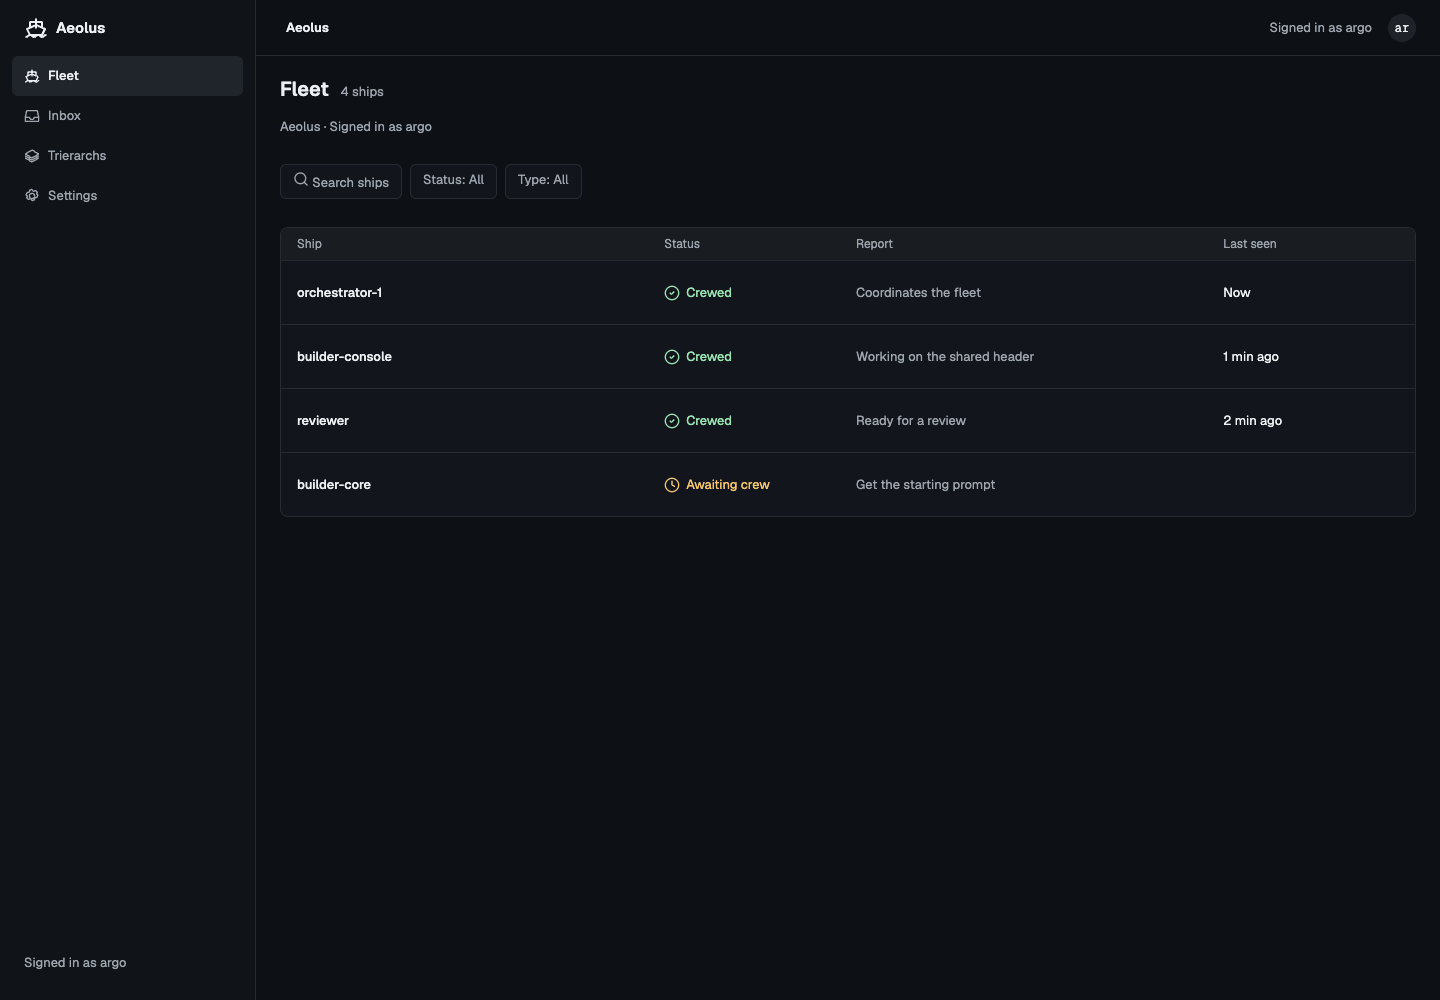 Aeolus
Fleet
Inbox
Trierarchs
Settings
Signed in as argo
Aeolus
Signed in as argo
ar
Fleet 4 ships
Aeolus · Signed in as argo
Search ships
Status: All
Type: All
Ship Status Report Last seen
orchestrator-1 Crewed Coordinates the fleet Now
builder-console Crewed Working on the shared header 1 min ago
reviewer Crewed Ready for a review 2 min ago
builder-core Awaiting crew Get the starting prompt